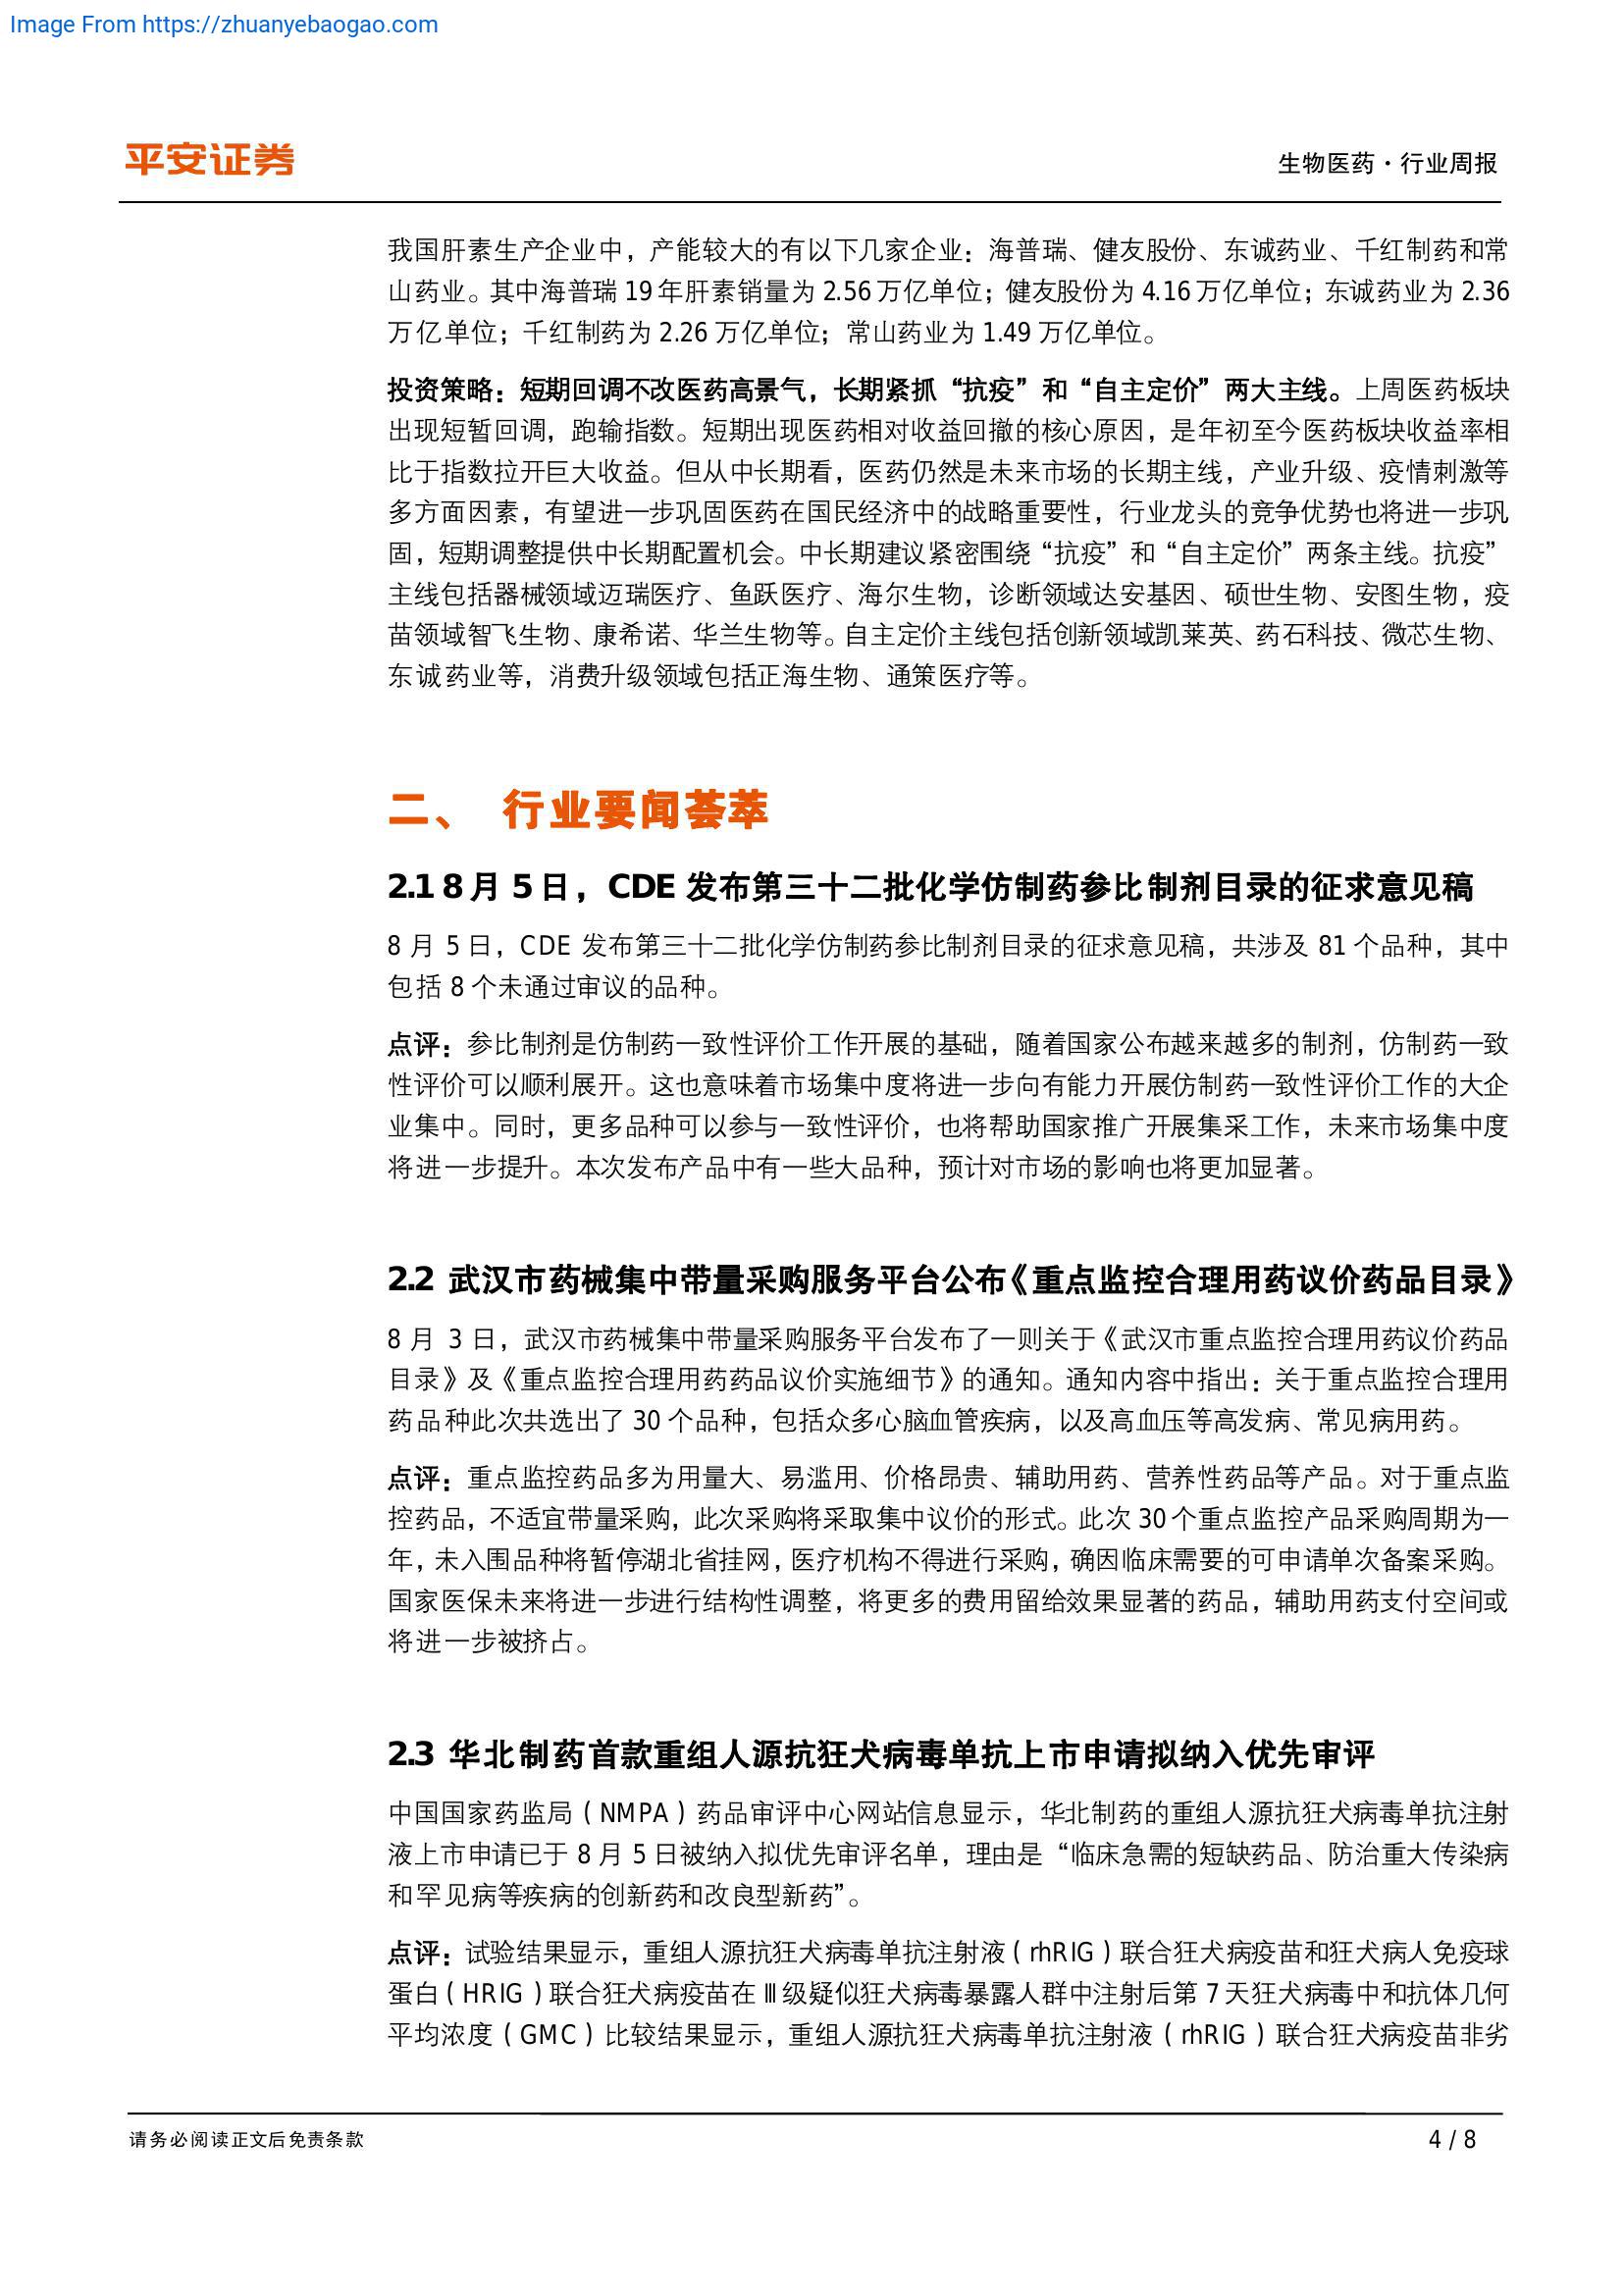 Image From https://zhuanyebaogao.com
平安证券
生物医药·行业周报
我国肝素生产企业中，产能较大的有以下几家企业：海普瑞、健友股份、东诚药业、千红制药和常
山药业。其中海普瑞 19 年肝素销量为 2.56 万亿单位；健友股份为 4.16 万亿单位；东诚药业为 2.36
万亿单位；千红制药为 2.26 万亿单位；常山药业为 1.49 万亿单位。
投资策略：短期回调不改医药高景气，长期紧抓“抗疫”和“自主定价”两大主线。上周医药板块
出现短暂回调，跑输指数。短期出现医药相对收益回撤的核心原因，是年初至今医药板块收益率相
比于指数拉开巨大收益。但从中长期看，医药仍然是未来市场的长期主线，产业升级、疫情刺激等
多方面因素，有望进一步巩固医药在国民经济中的战略重要性，行业龙头的竞争优势也将进一步巩
固，短期调整提供中长期配置机会。中长期建议紧密围绕“抗疫”和“自主定价”两条主线。抗疫”
主线包括器械领域迈瑞医疗、鱼跃医疗、海尔生物，诊断领域达安基因、硕世生物、安图生物，疫
苗领域智飞生物、康希诺、华兰生物等。自主定价主线包括创新领域凯莱英、药石科技、微芯生物、
东诚药业等，消费升级领域包括正海生物、通策医疗等。
二、 行业要闻荟萃
2.1 8 月 5 日，CDE 发布第三十二批化学仿制药参比制剂目录的征求意见稿
8 月 5 日，CDE 发布第三十二批化学仿制药参比制剂目录的征求意见稿，共涉及 81 个品种，其中
包括 8 个未通过审议的品种。
点评：参比制剂是仿制药一致性评价工作开展的基础，随着国家公布越来越多的制剂，仿制药一致
性评价可以顺利展开。这也意味着市场集中度将进一步向有能力开展仿制药一致性评价工作的大企
业集中。同时，更多品种可以参与一致性评价，也将帮助国家推广开展集采工作，未来市场集中度
将进一步提升。本次发布产品中有一些大品种，预计对市场的影响也将更加显著。
2.2 武汉市药械集中带量采购服务平台公布《重点监控合理用药议价药品目录》
8 月 3 日，武汉市药械集中带量采购服务平台发布了一则关于《武汉市重点监控合理用药议价药品
目录》及《重点监控合理用药药品议价实施细节》的通知。通知内容中指出：关于重点监控合理用
药品种此次共选出了 30 个品种，包括众多心脑血管疾病，以及高血压等高发病、常见病用药。
点评：重点监控药品多为用量大、易滥用、价格昂贵、辅助用药、营养性药品等产品。对于重点监
控药品，不适宜带量采购，此次采购将采取集中议价的形式。此次 30 个重点监控产品采购周期为一
年，未入围品种将暂停湖北省挂网，医疗机构不得进行采购，确因临床需要的可申请单次备案采购。
国家医保未来将进一步进行结构性调整，将更多的费用留给效果显著的药品，辅助用药支付空间或
将进一步被挤占。
2.3 华北制药首款重组人源抗狂犬病毒单抗上市申请拟纳入优先审评
中国国家药监局（NMPA）药品审评中心网站信息显示，华北制药的重组人源抗狂犬病毒单抗注射
液上市申请已于 8 月 5 日被纳入拟优先审评名单，理由是“临床急需的短缺药品、防治重大传染病
和罕见病等疾病的创新药和改良型新药”。
点评：试验结果显示，重组人源抗狂犬病毒单抗注射液（rhRIG）联合狂犬病疫苗和狂犬病人免疫球
蛋白（HRIG）联合狂犬病疫苗在Ⅲ级疑似狂犬病毒暴露人群中注射后第 7 天狂犬病毒中和抗体几何
平均浓度（GMC）比较结果显示，重组人源抗狂犬病毒单抗注射液（rhRIG）联合狂犬病疫苗非劣
请务必阅读正文后免责条款
4 / 8